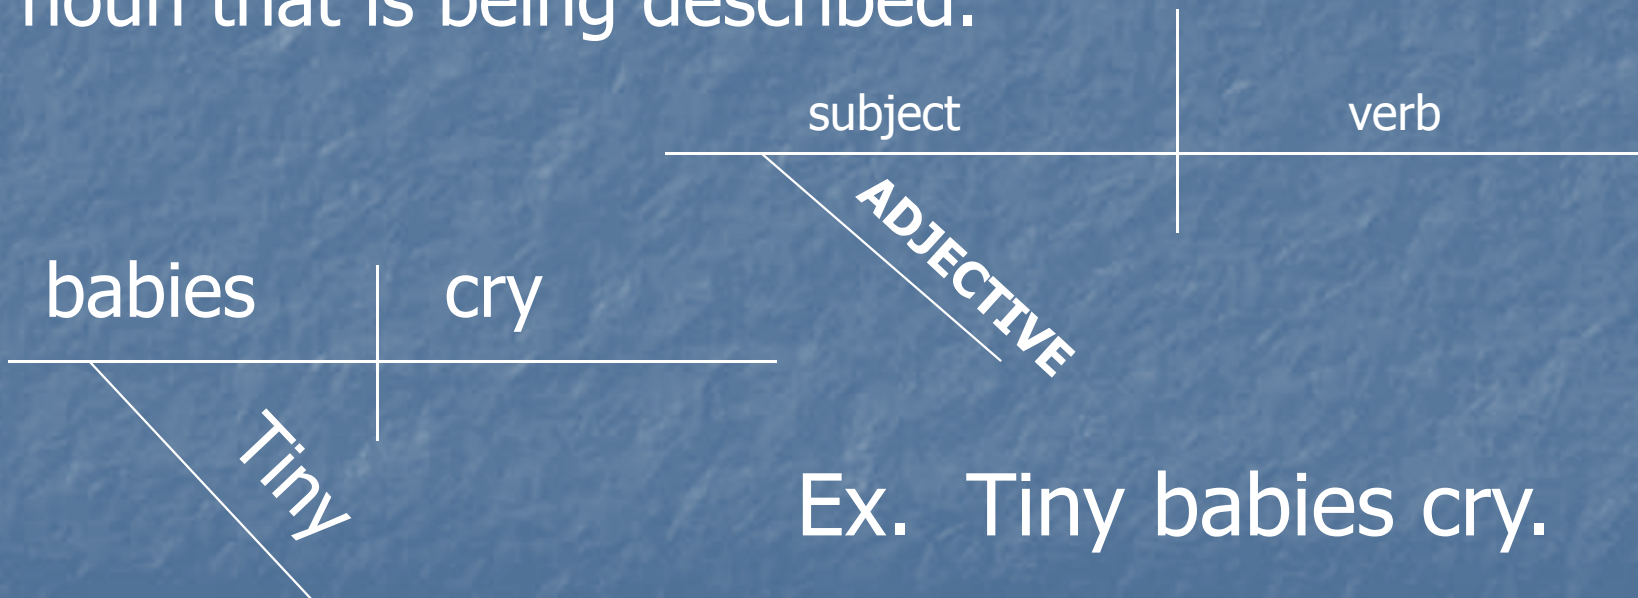 noun that is being described.
subject verb
ADJECTIVE
babies cry
Tiny
Ex. Tiny babies cry.